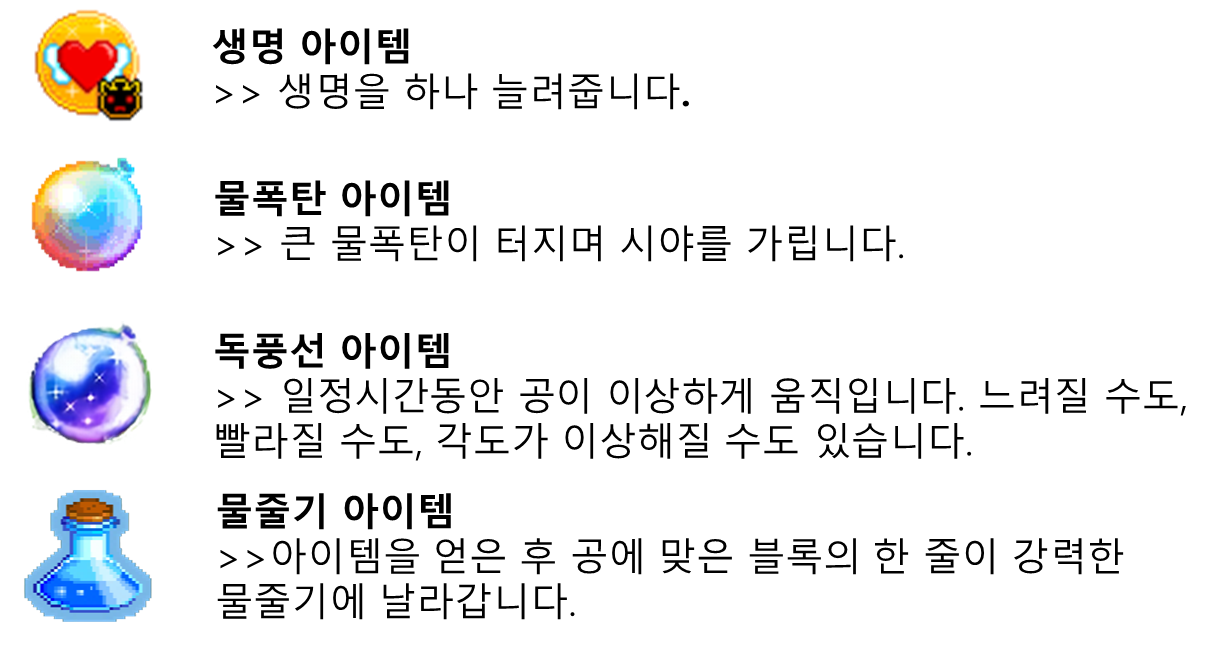 생명 아이템
>> 생명을 하나 늘려줍니다.
물폭탄 아이템
>> 큰 물폭탄이 터지며 시야를 가립니다.
독풍선 아이템
>> 일정시간동안 공이 이상하게 움직입니다. 느려질 수도,
빨라질 수도, 각도가 이상해질 수도 있습니다.
물줄기 아이템
>>아이템을 얻은 후 공에 맞은 블록의 한 줄이 강력한
물줄기에 날라갑니다.